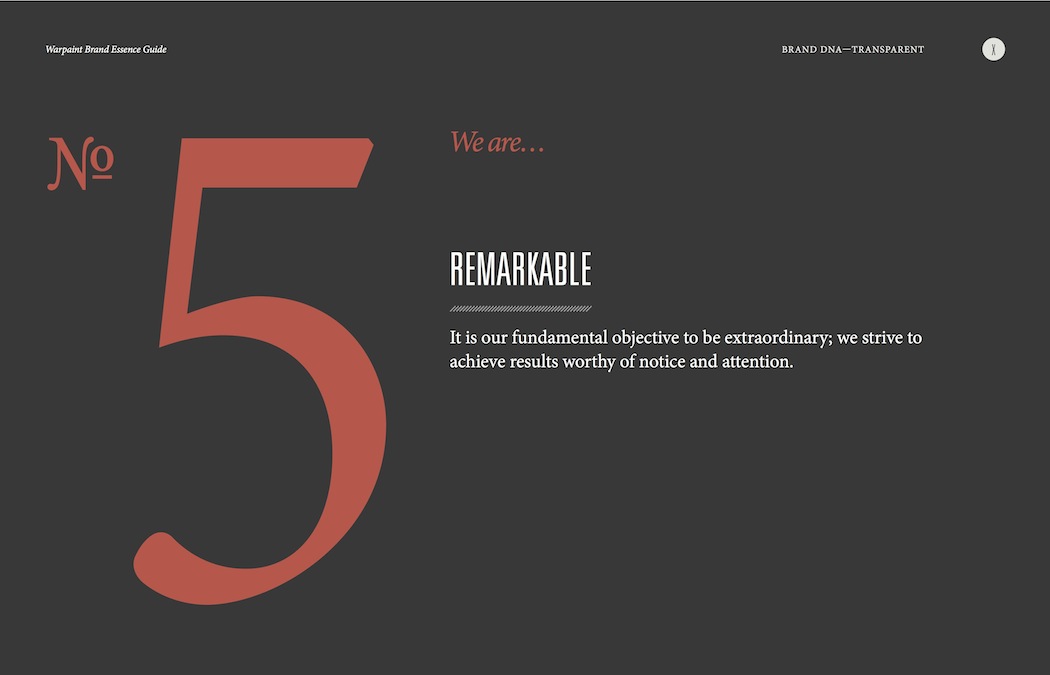 Warpaint Brand Essence Guide
BRAND DNA—TRANSPARENT
No
5
We are…
REMARKABLE
It is our fundamental objective to be extraordinary; we strive to
achieve results worthy of notice and attention.